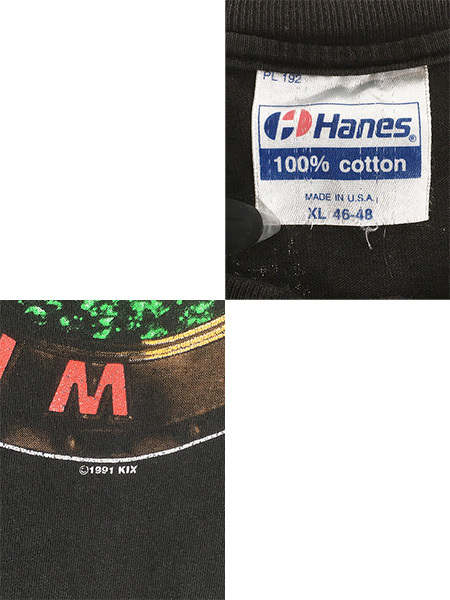 PL 192
Hanes®
100% cotton
MADE IN U.S.A.
XL 46-48
M
©1991 KIX